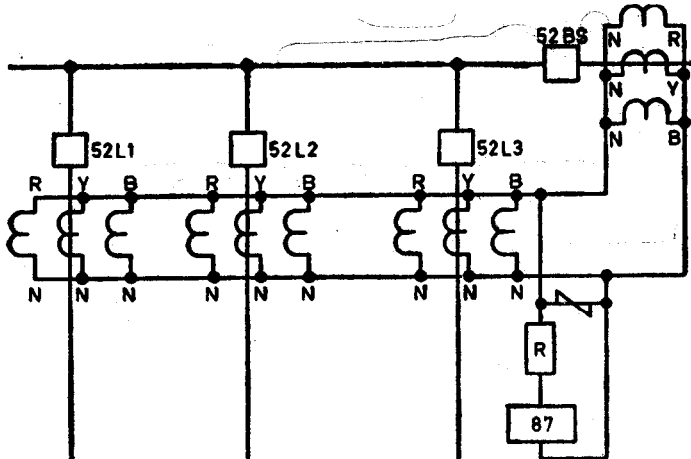 52BS
N R
N Y
N B
52L1 52L2 52L3
R Y B R Y B R Y B
N N N N N N N N N
R
87